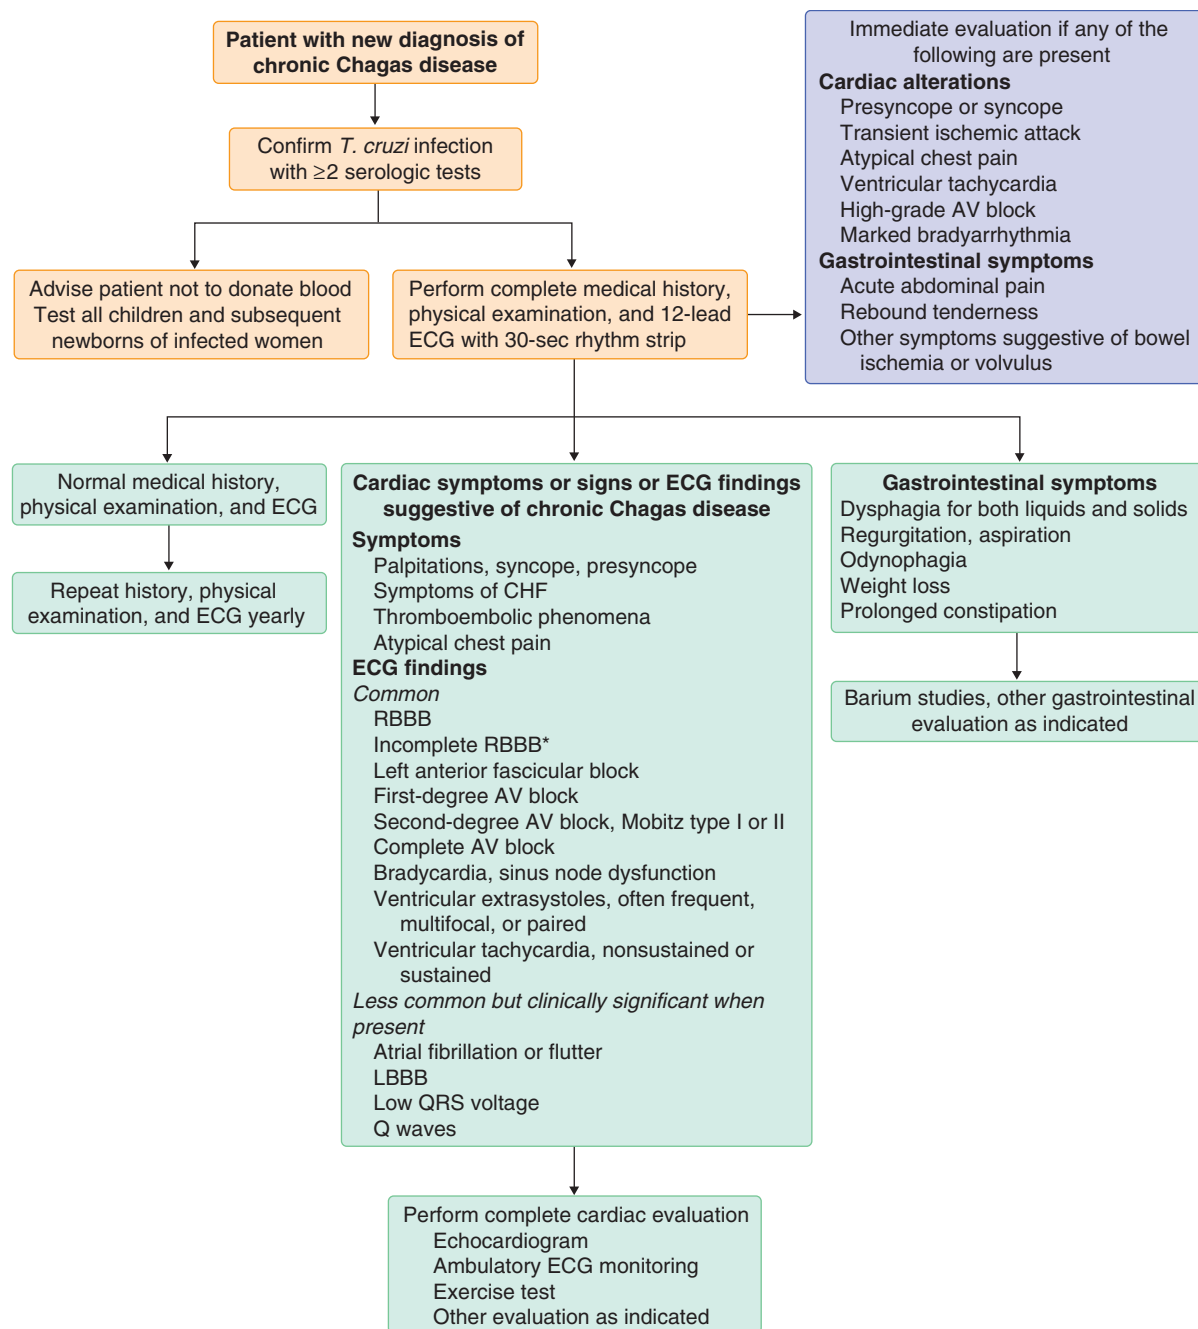 Patient with new diagnosis of
chronic Chagas disease
Confirm T. cruzi infection
with ≥2 serologic tests
Advise patient not to donate blood
Test all children and subsequent
newborns of infected women
Perform complete medical history,
physical examination, and 12-lead
ECG with 30-sec rhythm strip
Immediate evaluation if any of the
following are present
Cardiac alterations
Presyncope or syncope
Transient ischemic attack
Atypical chest pain
Ventricular tachycardia
High-grade AV block
Marked bradyarrhythmia
Gastrointestinal symptoms
Acute abdominal pain
Rebound tenderness
Other symptoms suggestive of bowel
ischemia or volvulus
Normal medical history,
physical examination, and ECG
Repeat history, physical
examination, and ECG yearly
Cardiac symptoms or signs or ECG findings
suggestive of chronic Chagas disease
Symptoms
Palpitations, syncope, presyncope
Symptoms of CHF
Thromboembolic phenomena
Atypical chest pain
ECG findings
Common
RBBB
Incomplete RBBB*
Left anterior fascicular block
First-degree AV block
Second-degree AV block, Mobitz type I or II
Complete AV block
Bradycardia, sinus node dysfunction
Ventricular extrasystoles, often frequent,
multifocal, or paired
Ventricular tachycardia, nonsustained or
sustained
Less common but clinically significant when
present
Atrial fibrillation or flutter
LBBB
Low QRS voltage
Q waves
Perform complete cardiac evaluation
Echocardiogram
Ambulatory ECG monitoring
Exercise test
Other evaluation as indicated
Gastrointestinal symptoms
Dysphagia for both liquids and solids
Regurgitation, aspiration
Odynophagia
Weight loss
Prolonged constipation
Barium studies, other gastrointestinal
evaluation as indicated